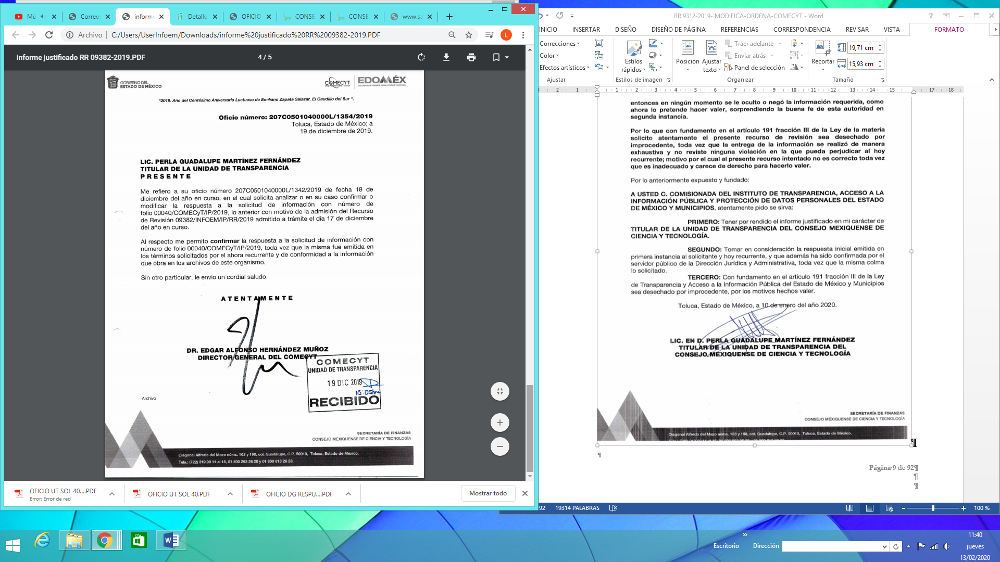 Mú
Correo:
informe
Detalle
OFICIO
CONSE
CONSE
www.sa
Archivo
C:/Users/UserInfoem/Downloads/informe%20justificado%20RR%2009382-2019.PDF
L
informe justificado RR 09382-2019.PDF
4 / 5
GOBIERNO DEL
ESTADO DE MÉXICO
COMECYT
EDOMÉX
"2019. Año del Centésimo Aniversario Luctuoso de Emiliano Zapata Salazar. El Caudillo del Sur ".
Oficio número: 207C0501040000L/1354/2019
Toluca, Estado de México; a
19 de diciembre de 2019.
LIC. PERLA GUADALUPE MARTÍNEZ FERNÁNDEZ
TITULAR DE LA UNIDAD DE TRANSPARENCIA
P R E S E N T E
Me refiero a su oficio número 207C0501040000L/1342/2019 de fecha 18 de
diciembre del año en curso, en el cual solicita analizar o en su caso confirmar o
modificar la respuesta a la solicitud de información con número de
folio 00040/COMECyT/IP/2019, lo anterior con motivo de la admisión del Recurso
de Revisión 09382/INFOEM/IP/RR/2019 admitido a trámite el día 17 de diciembre
del año en curso.
Al respecto me permito confirmar la respuesta a la solicitud de información con
número de folio 00040/COMECyT/IP/2019, toda vez que la misma fue emitida en
los términos solicitados por el ahora recurrente y de conformidad a la información
que obra en los archivos de este organismo.
Sin otro particular, le envío un cordial saludo.
A T E N T A M E N T E
DR. EDGAR ALFONSO HERNÁNDEZ MUÑOZ
DIRECTOR GENERAL DEL COMECYT
COMECYT
UNIDAD DE TRANSPARENCIA
19 DIC 2019
15:05hrs
RECIBIDO
Archivo
SECRETARÍA DE FINANZAS
CONSEJO MEXIQUENSE DE CIENCIA Y TECNOLOGÍA
Diagonal Alfredo del Mazo núms. 103 y 198, col. Guadalupe, C.P. 50010, Toluca, Estado de México.
Tels.: (722) 319 00 11 al 15, 01 800 263 26 28 y 01 800 813 26 28.
OFICIO UT SOL 40....PDF
Error: Error de red
OFICIO UT SOL 40.PDF
OFICIO DG RESPU....PDF
Mostrar todo
RR 9312-2019- MODIFICA-ORDENA-COMECYT - Word
INICIO
INSERTAR
DISEÑO
DISEÑO DE PÁGINA
REFERENCIAS
CORRESPONDENCIA
REVISAR
VISTA
FORMATO
Correcciones
Color
Efectos artísticos
Ajustar
Estilos
rápidos
Estilos de imagen
Posición
Ajustar
texto
Traer adelante
Enviar atrás
Panel de selección
Organizar
Recortar
19,71 cm
15,93 cm
Tamaño
2 1 1 2 3 4 5 6 7 8 9 10 11 12 13 14 15 17 18
entonces en ningún momento se le oculto o negó la información requerida, como
ahora lo pretende hacer valer, sorprendiendo la buena fe de esta autoridad en
segunda instancia.
Por lo que con fundamento en el artículo 191 fracción III de la Ley de la materia
solicito atentamente el presente recurso de revisión sea desechado por
improcedente, toda vez que la entrega de la información se realizó de manera
exhaustiva y no reviste ninguna violación en la que pueda perjudicar al hoy
recurrente; motivo por el cual el presente recurso intentado no es correcto toda vez
que es inadecuado y carece de derecho para hacerlo valer.
Por lo anteriormente expuesto y fundado:
A USTED C. COMISIONADA DEL INSTITUTO DE TRANSPARENCIA, ACCESO A LA
INFORMACIÓN PÚBLICA Y PROTECCIÓN DE DATOS PERSONALES DEL ESTADO
DE MÉXICO Y MUNICIPIOS, atentamente pido se sirva:
PRIMERO: Tener por rendido el informe justificado en mi carácter de
TITULAR DE LA UNIDAD DE TRANSPARENCIA DEL CONSEJO MEXIQUENSE DE
CIENCIA Y TECNOLOGÍA.
SEGUNDO: Tomar en consideración la respuesta inicial emitida en
primera instancia al solicitante y hoy recurrente, y que además ha sido confirmada por el
servidor público de la Dirección Jurídica y Administrativa, toda vez que la misma colma
lo solicitado.
TERCERO: Con fundamento en el artículo 191 fracción III de la Ley
de Transparencia y Acceso a la Información Pública del Estado de México y Municipios
sea desechado por improcedente, por los motivos hechos valer.
Toluca, Estado de México, a 10 de enero del año 2020.
LIC. EN D. PERLA GUADALUPE MARTÍNEZ FERNÁNDEZ
TITULAR DE LA UNIDAD DE TRANSPARENCIA DEL
CONSEJO MEXIQUENSE DE CIENCIA Y TECNOLOGÍA
SECRETARÍA DE FINANZAS
CONSEJO MEXIQUENSE DE CIENCIA Y TECNOLOGÍA
Diagonal Alfredo del Mazo núms. 103 y 198, col. Guadalupe, C.P. 50010, Toluca, Estado de México.
¶
¶
Página·9·de·92¶
¶
¶
92
19314 PALABRAS
100 %
Escritorio
Dirección
11:40
jueves
13/02/2020